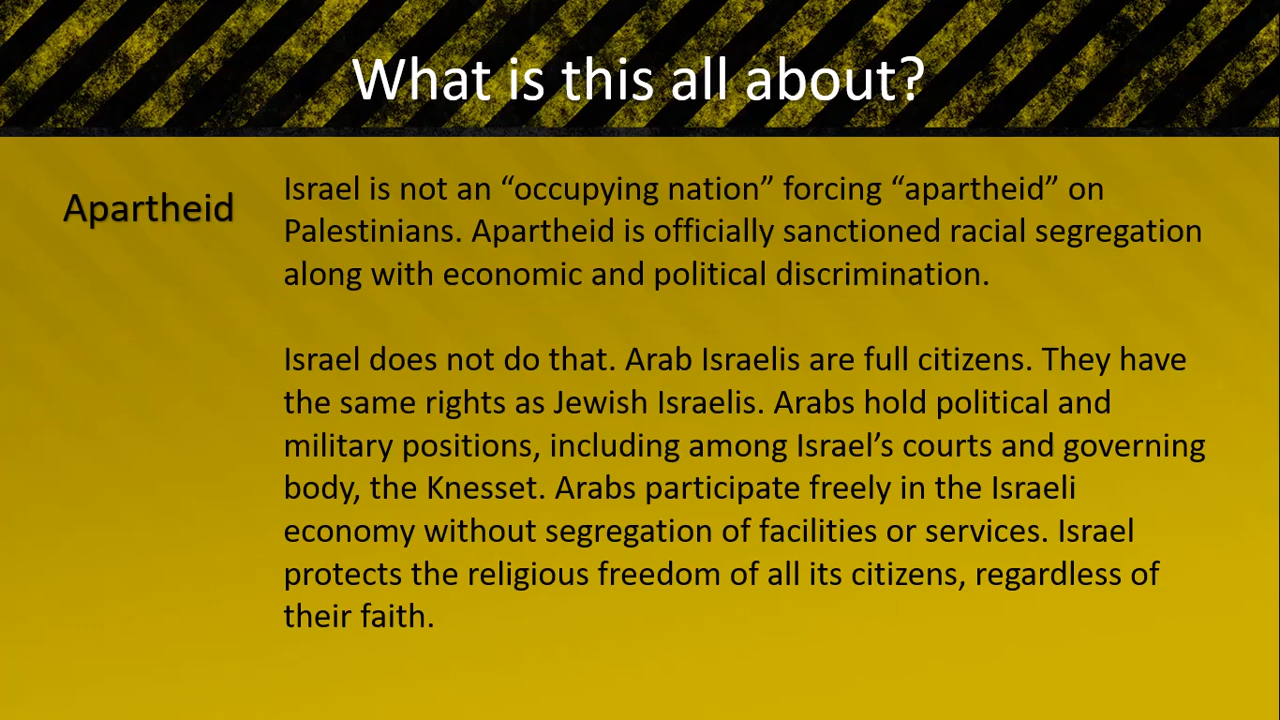 What is this all about?
Apartheid
Israel is not an “occupying nation” forcing “apartheid” on
Palestinians. Apartheid is officially sanctioned racial segregation
along with economic and political discrimination.
Israel does not do that. Arab Israelis are full citizens. They have
the same rights as Jewish Israelis. Arabs hold political and
military positions, including among Israel’s courts and governing
body, the Knesset. Arabs participate freely in the Israeli
economy without segregation of facilities or services. Israel
protects the religious freedom of all its citizens, regardless of
their faith.